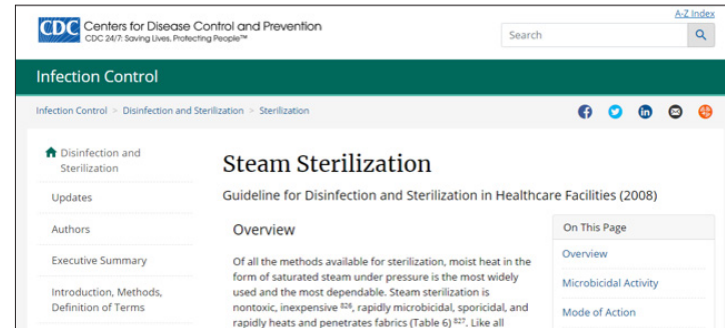 A-Z Index
CDC Centers for Disease Control and Prevention
CDC 24/7: Saving Lives, Protecting People™
Search
Infection Control
Infection Control > Disinfection and Sterilization > Sterilization
Disinfection and
Sterilization
Updates
Authors
Executive Summary
Introduction, Methods,
Definition of Terms
Steam Sterilization
Guideline for Disinfection and Sterilization in Healthcare Facilities (2008)
Overview
Of all the methods available for sterilization, moist heat in the
form of saturated steam under pressure is the most widely
used and the most dependable. Steam sterilization is
nontoxic, inexpensive 826, rapidly microbicidal, sporicidal, and
rapidly heats and penetrates fabrics (Table 6) 827. Like all
On This Page
Overview
Microbicidal Activity
Mode of Action